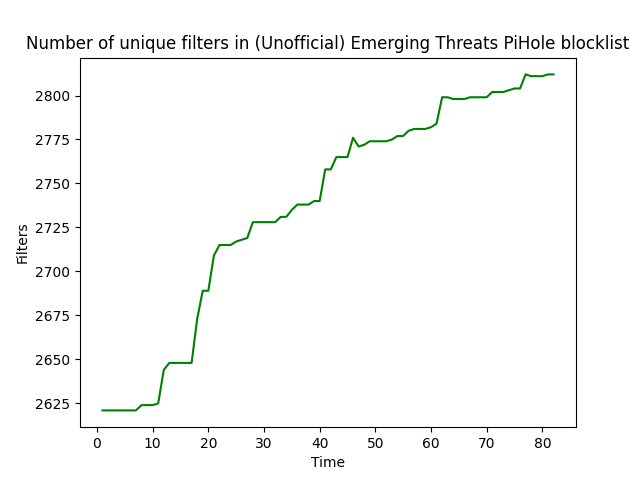 Number of unique filters in (Unofficial) Emerging Threats PiHole blocklist
2800
2775
2750
2725
2700
2675
2650
2625
Filters
0 10 20 30 40 50 60 70 80
Time